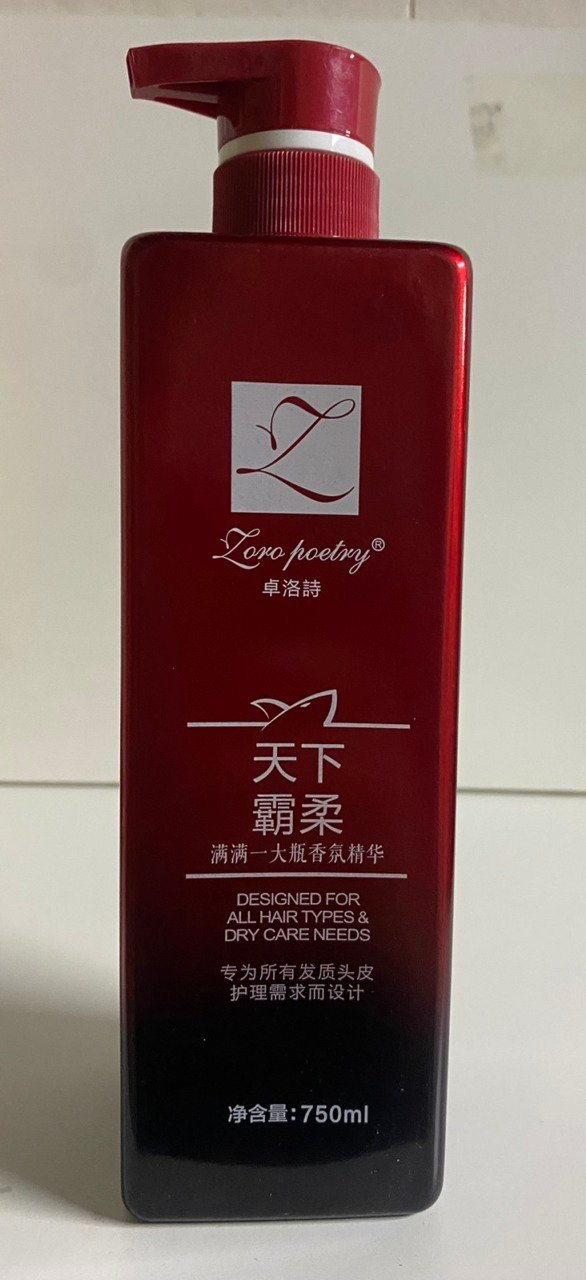 Z
Zoro poetry®
卓洛詩
天下
霸柔
满满一大瓶香氛精华
DESIGNED FOR
ALL HAIR TYPES &
DRY CARE NEEDS
专为所有发质头皮
护理需求而设计
净含量:750ml